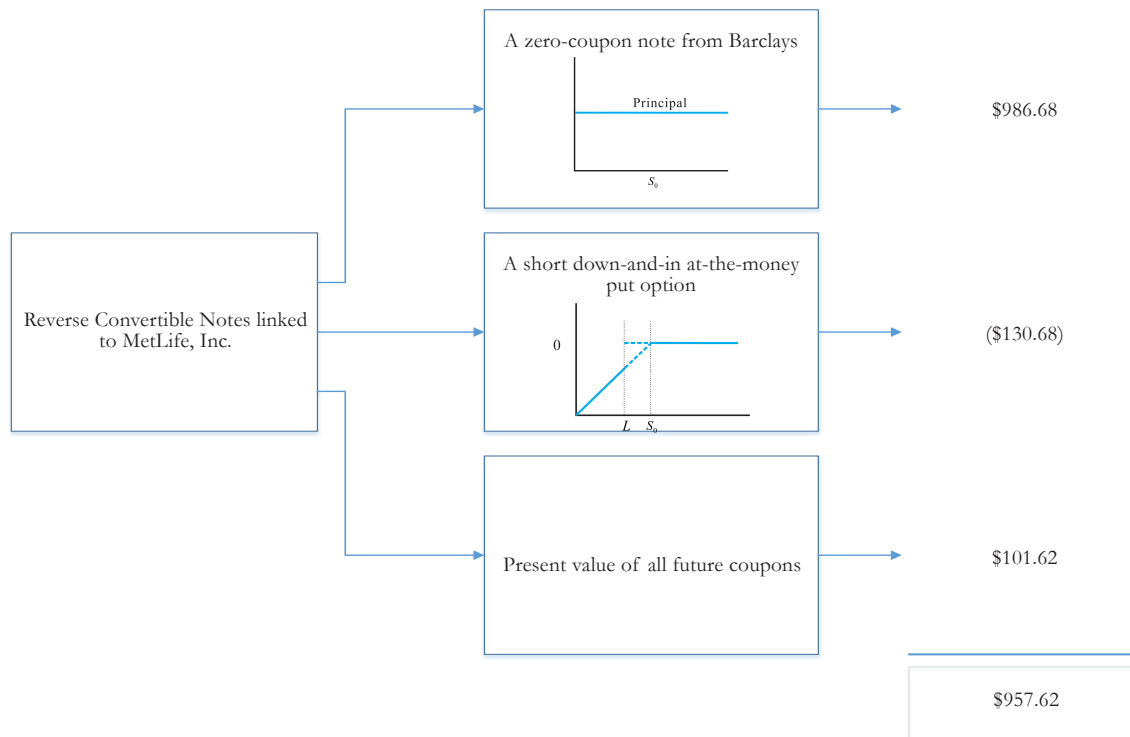 A zero-coupon note from Barclays
Principal
S₀
$986.68
Reverse Convertible Notes linked
to MetLife, Inc.
A short down-and-in at-the-money
put option
0
L S₀
($130.68)
Present value of all future coupons
$101.62
$957.62